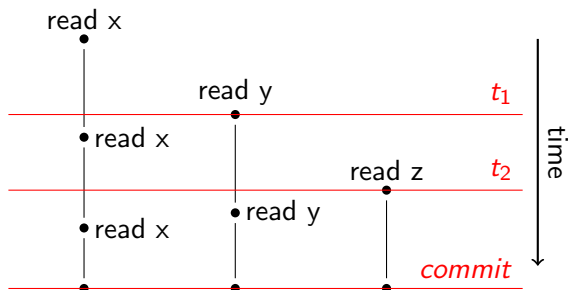 read x
read y
t1
read x
time
read z
t2
read y
read x
commit